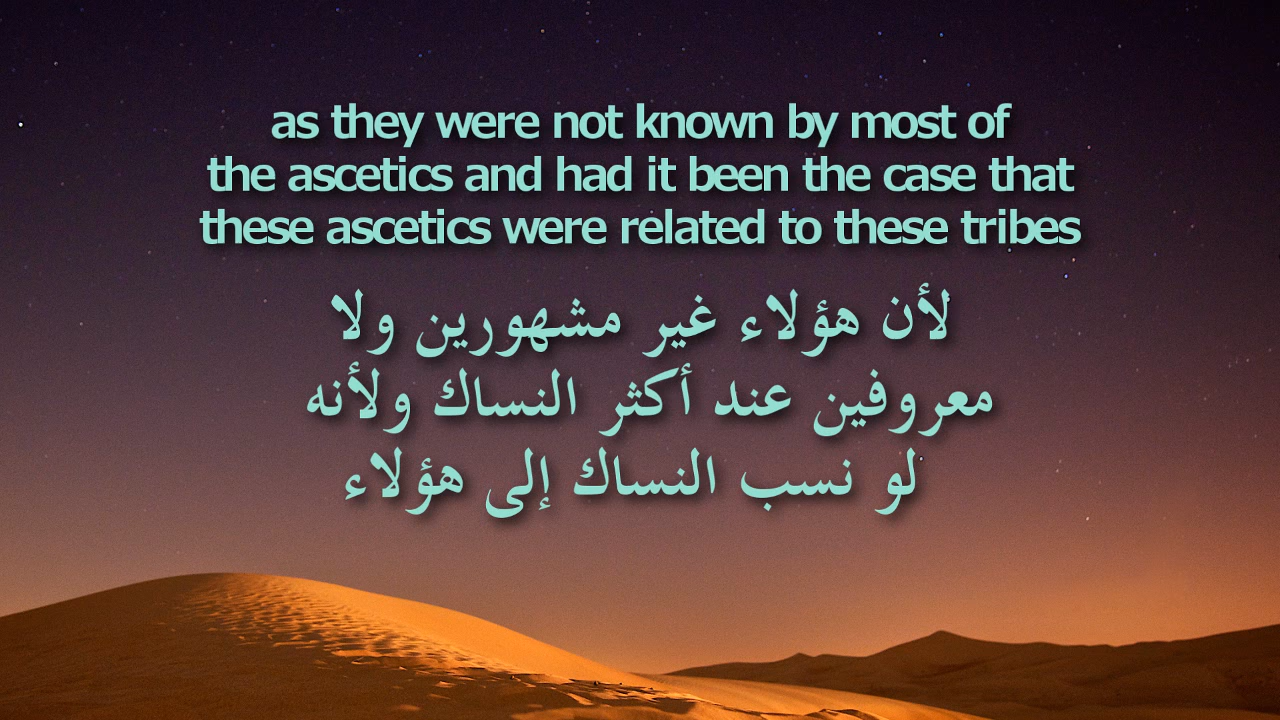 as they were not known by most of
the ascetics and had it been the case that
these ascetics were related to these tribes
لأن هؤلاء غير مشهورين ولا
معروفين عند أكثر النساك ولأنه
لو نسب النساك إلى هؤلاء